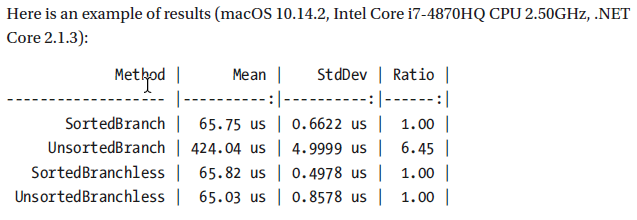 Here is an example of results (macOS 10.14.2, Intel Core i7-4870HQ CPU 2.50GHz, .NET
Core 2.1.3):
Method | Mean | StdDev | Ratio |
------------------- |----------:|----------:|------:|
SortedBranch | 65.75 us | 0.6622 us | 1.00 |
UnsortedBranch | 424.04 us | 4.9999 us | 6.45 |
SortedBranchless | 65.82 us | 0.4978 us | 1.00 |
UnsortedBranchless | 65.03 us | 0.8578 us | 1.00 |